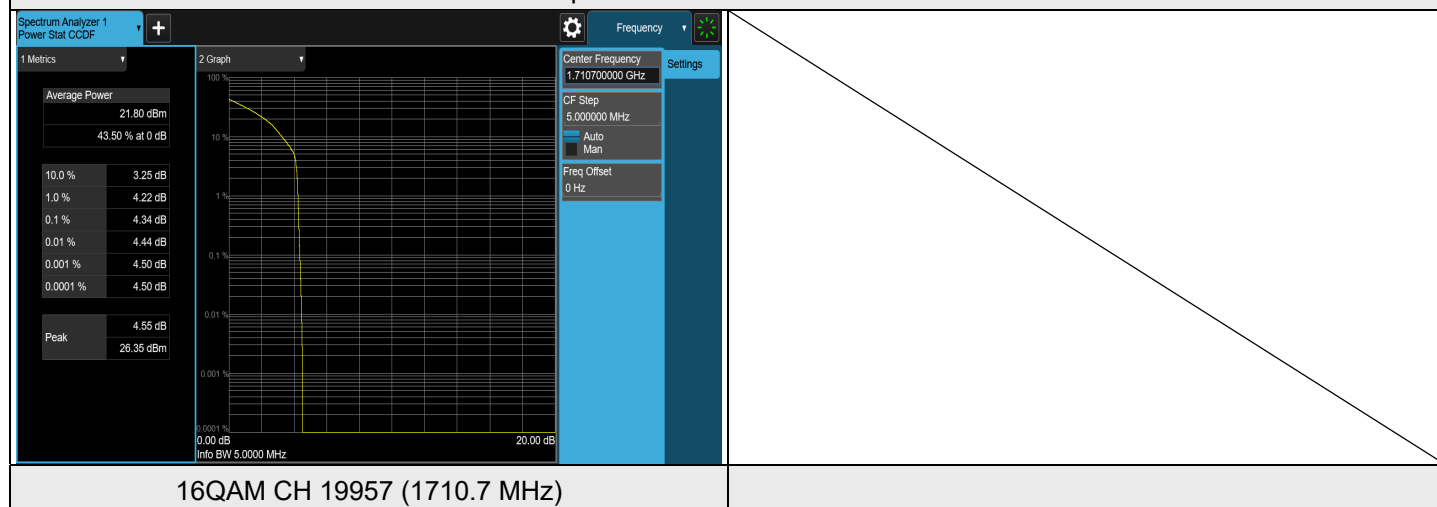 Spectrum Analyzer 1
Power Stat CCDF
+
Frequency
1 Metrics
2 Graph
Settings
Center Frequency
1.710700000 GHz
CF Step
5.000000 MHz
Auto
Man
Freq Offset
0 Hz
Average Power
21.80 dBm
43.50 % at 0 dB
10.0 % 3.25 dB
1.0 % 4.22 dB
0.1 % 4.34 dB
0.01 % 4.44 dB
0.001 % 4.50 dB
0.0001 % 4.50 dB
Peak 4.55 dB
26.35 dBm
100 %
10 %
1 %
0.1 %
0.01 %
0.001 %
0.0001 %
0.00 dB 20.00 dB
Info BW 5.0000 MHz
16QAM CH 19957 (1710.7 MHz)